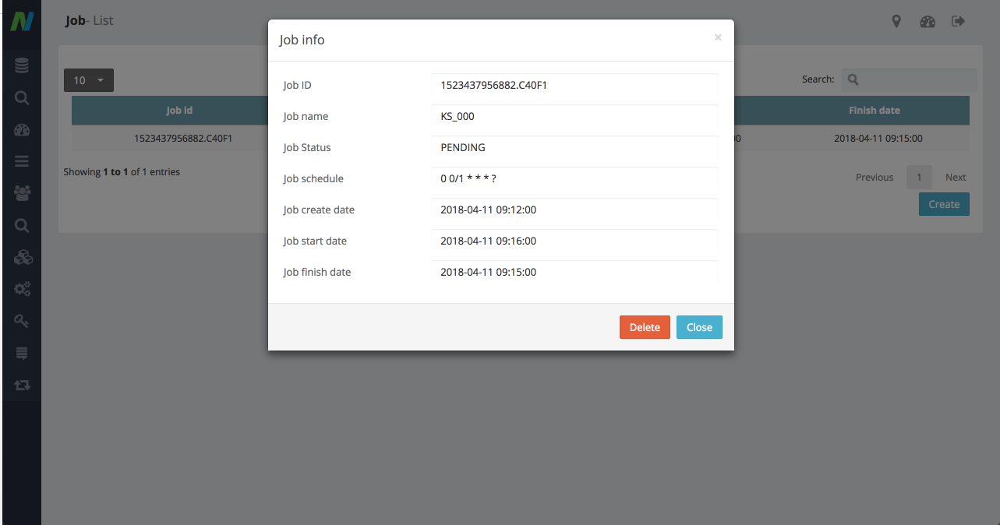 Job- List
Job info
×
10
Search:
Job id
Finish date
1523437956882.C40F1
2018-04-11 09:15:00
Showing 1 to 1 of 1 entries
Previous 1 Next
Create
Job ID 1523437956882.C40F1
Job name KS_000
Job Status PENDING
Job schedule 0 0/1 * * * ?
Job create date 2018-04-11 09:12:00
Job start date 2018-04-11 09:16:00
Job finish date 2018-04-11 09:15:00
Delete Close